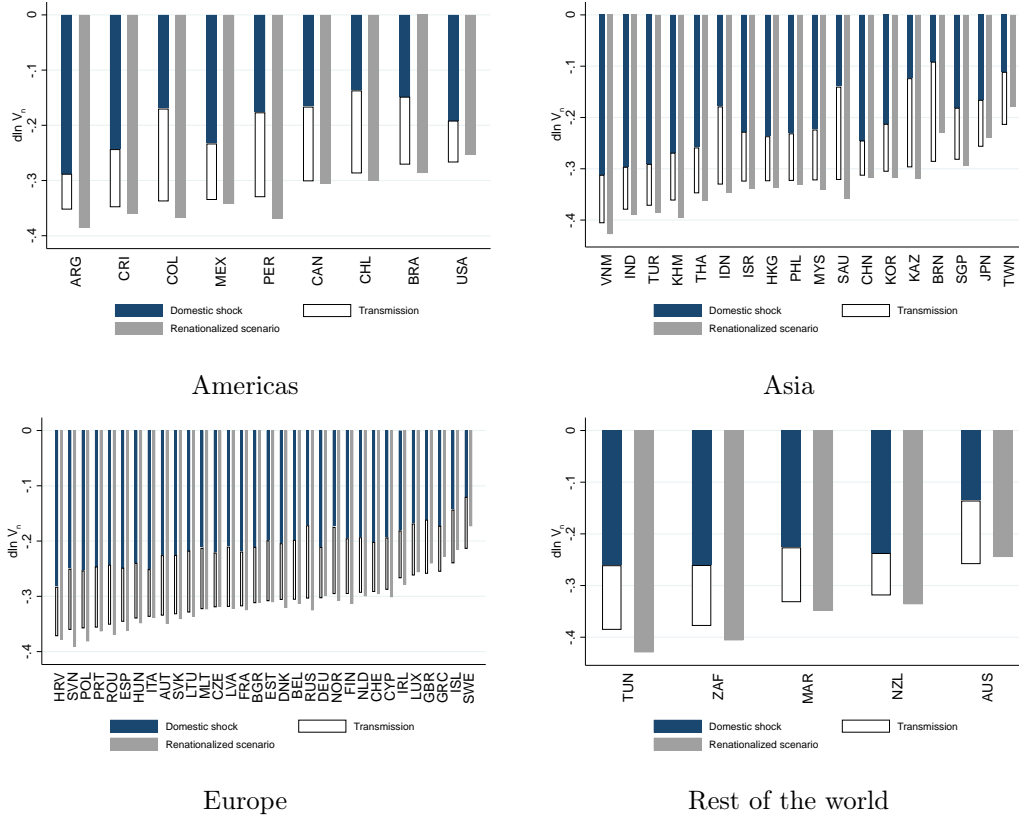 0
-.1
-.2
-.3
-.4
dln Vn
ARG CRI COL MEX PER CAN CHL BRA USA
Domestic shock Transmission
Renationalized scenario
Americas
0
-.1
-.2
-.3
-.4
dln Vn
VNM IND TUR KHM THA IDN ISR HKG PHL MYS SAU CHN KOR KAZ BRN SGP JPN TWN
Domestic shock Transmission
Renationalized scenario
Asia
0
-.1
-.2
-.3
-.4
dln Vn
HRV SVN POL PRT ROU ESP HUN ITA AUT SVK LTU MLT CZE LVA FRA BGR EST DNK BEL RUS DEU NOR FIN NLD CHE CYP IRL LUX GBR GRC ISL SWE
Domestic shock Transmission
Renationalized scenario
Europe
0
-.1
-.2
-.3
-.4
dln Vn
TUN ZAF MAR NZL AUS
Domestic shock Transmission
Renationalized scenario
Rest of the world